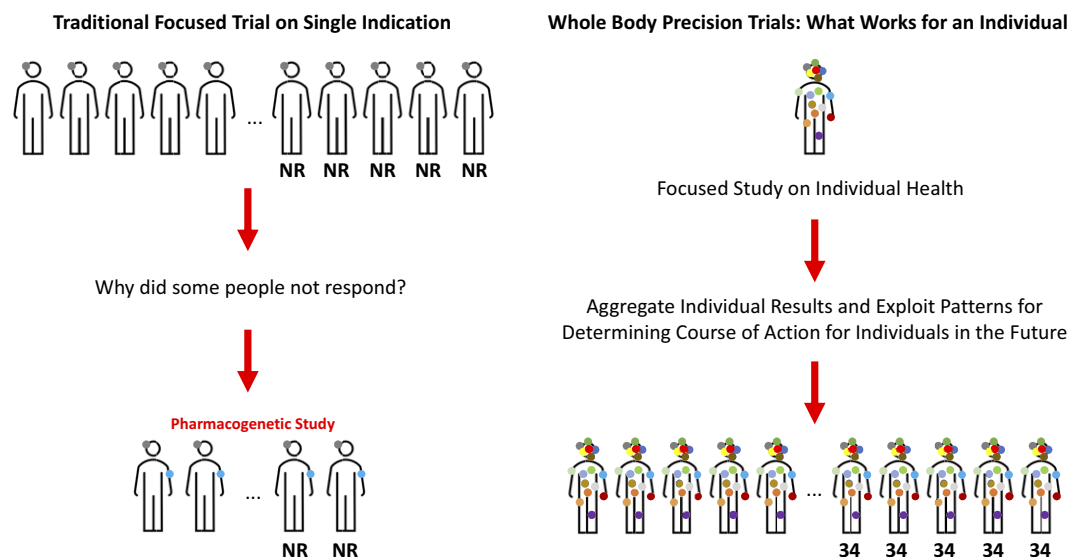 Traditional Focused Trial on Single Indication
...
NR NR NR NR NR
Why did some people not respond?
Pharmacogenetic Study
...
NR NR
Whole Body Precision Trials: What Works for an Individual
Focused Study on Individual Health
Aggregate Individual Results and Exploit Patterns for
Determining Course of Action for Individuals in the Future
...
34 34 34 34 34